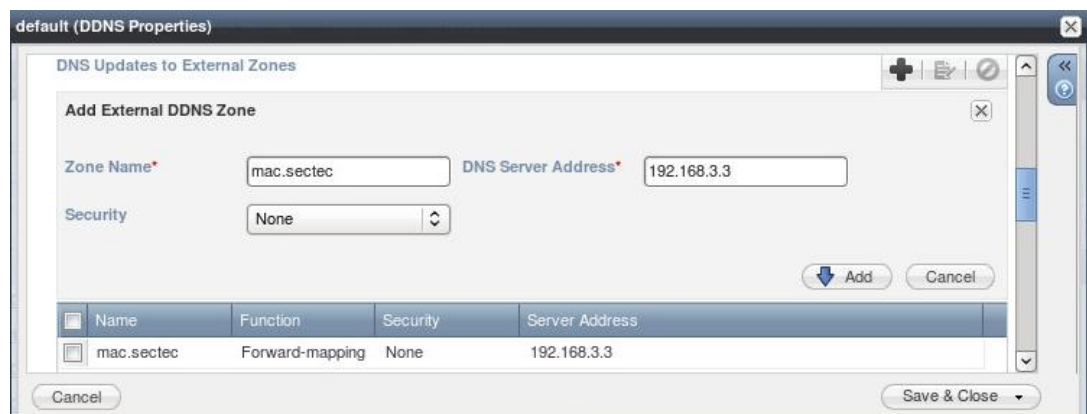 default (DDNS Properties)
DNS Updates to External Zones
Add External DDNS Zone
Zone Name* mac.sectec DNS Server Address* 192.168.3.3
Security None
Add Cancel
Name Function Security Server Address
mac.sectec Forward-mapping None 192.168.3.3
Cancel Save & Close